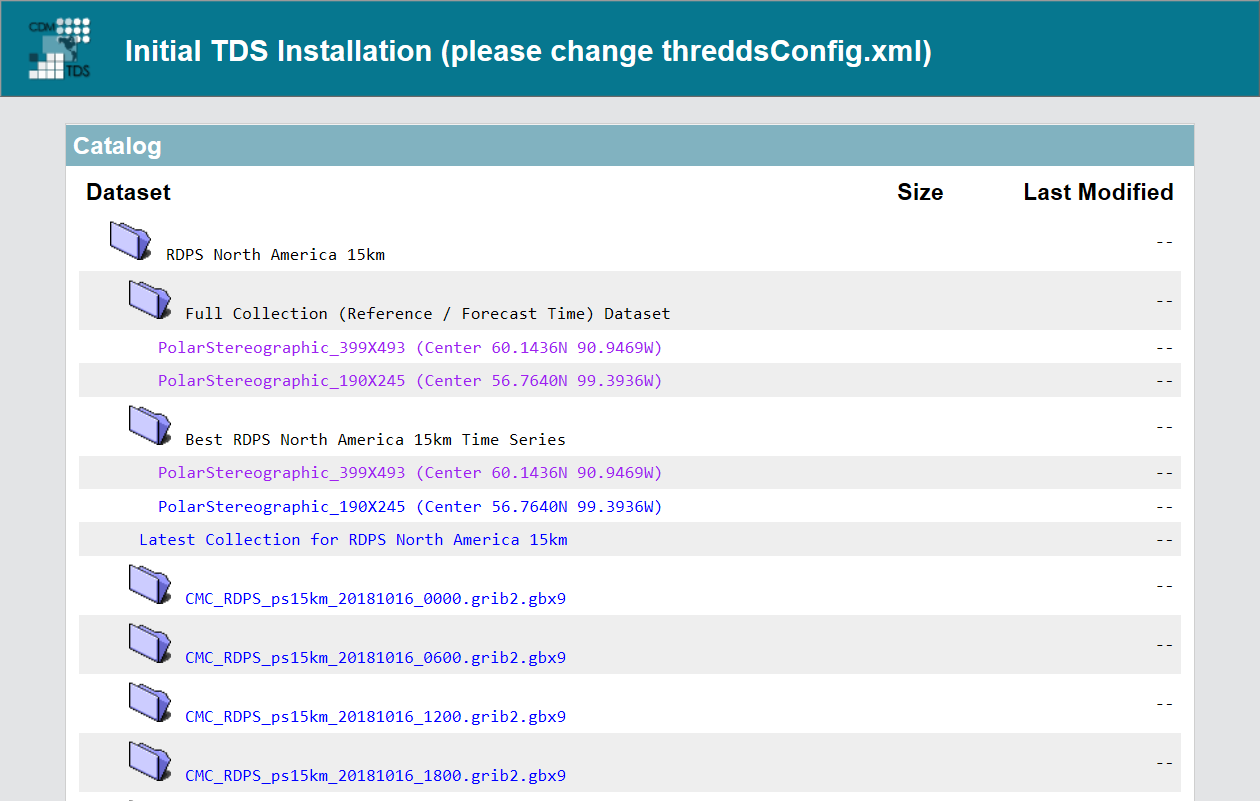 CDM
TDS
Initial TDS Installation (please change threddsConfig.xml)
Catalog
Dataset Size Last Modified
RDPS North America 15km --
Full Collection (Reference / Forecast Time) Dataset --
PolarStereographic_399X493 (Center 60.1436N 90.9469W) --
PolarStereographic_190X245 (Center 56.7640N 99.3936W) --
Best RDPS North America 15km Time Series --
PolarStereographic_399X493 (Center 60.1436N 90.9469W) --
PolarStereographic_190X245 (Center 56.7640N 99.3936W) --
Latest Collection for RDPS North America 15km --
CMC_RDPS_ps15km_20181016_0000.grib2.gbx9 --
CMC_RDPS_ps15km_20181016_0600.grib2.gbx9 --
CMC_RDPS_ps15km_20181016_1200.grib2.gbx9 --
CMC_RDPS_ps15km_20181016_1800.grib2.gbx9 --